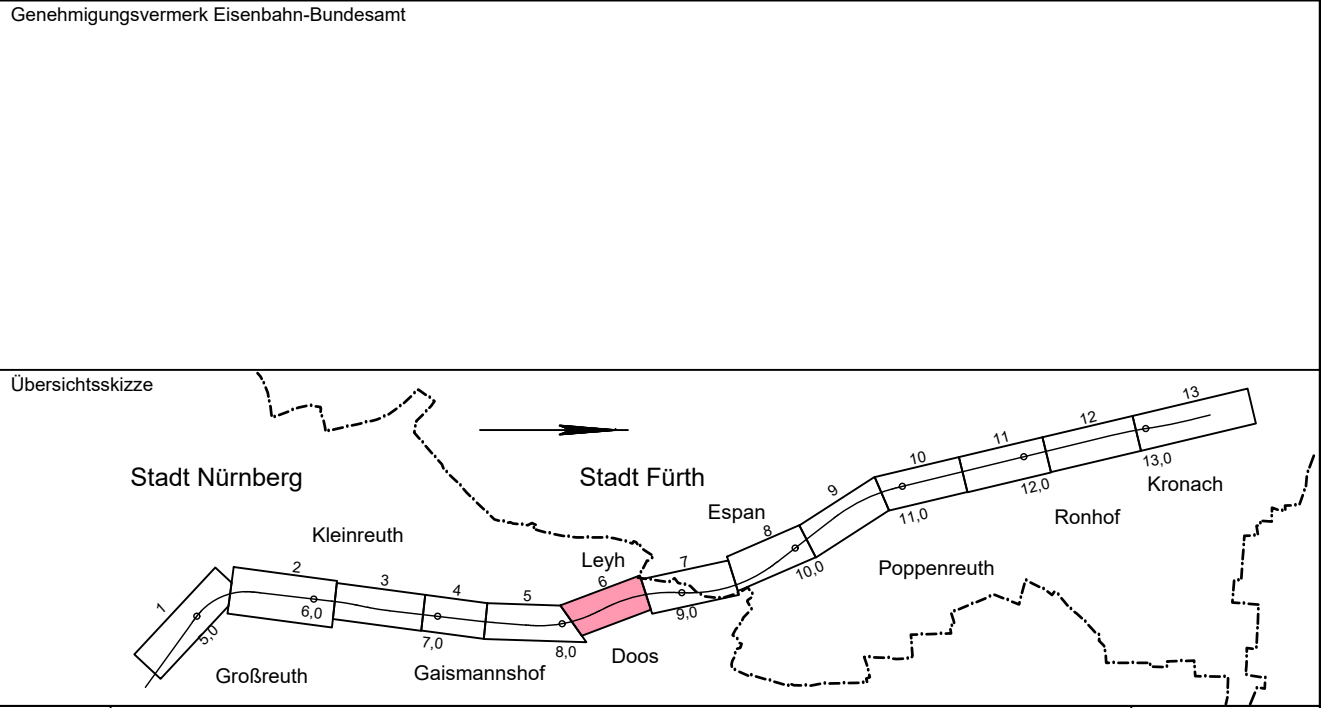 Genehmigungsvermerk Eisenbahn-Bundesamt
Übersichtsskizze
Stadt Nürnberg
Stadt Fürth
Kleinreuth
Leyh
Espan
Kronach
Ronhof
Poppenreuth
Großreuth
Gaismannshof
Doos
1
2
3
4
5
6
7
8
9
10
11
12
13
5,0
6,0
7,0
8,0
9,0
10,0
11,0
12,0
13,0